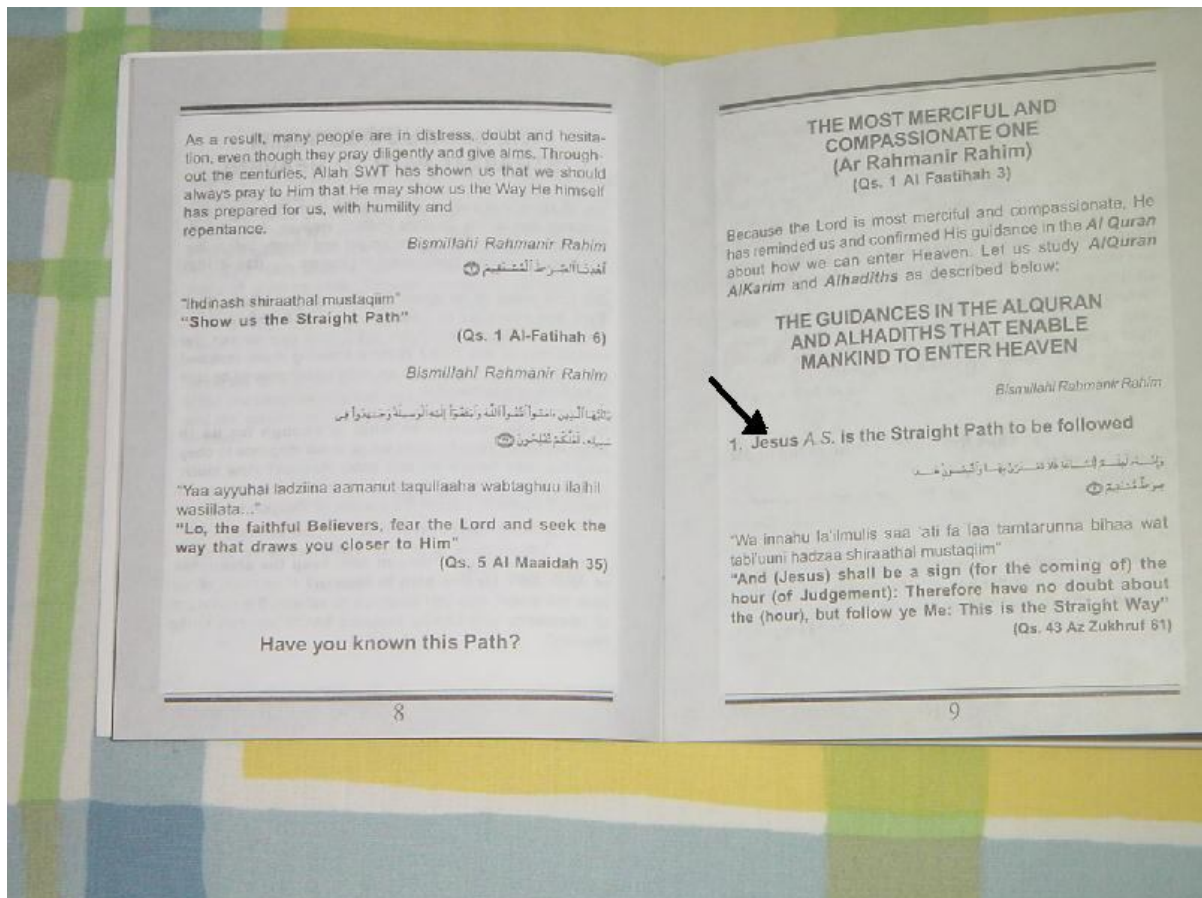 As a result, many people are in distress, doubt and hesita-
tion, even though they pray diligently and give alms. Through-
out the centuries, Allah SWT has shown us that we should
always pray to Him that He may show us the Way He himself
has prepared for us, with humility and
repentance.
Bismillahi Rahmanir Rahim
"Ihdinash shiraathal mustaqiim"
"Show us the Straight Path"
(Qs. 1 Al-Fatihah 6)
Bismillahi Rahmanir Rahim
"Yaa ayyuhal ladziina aamanut taqullaaha wabtaghuu ilaihil
wasiilata..."
"Lo, the faithful Believers, fear the Lord and seek the
way that draws you closer to Him"
(Qs. 5 Al Maaidah 35)
Have you known this Path?
8
THE MOST MERCIFUL AND
COMPASSIONATE ONE
(Ar Rahmanir Rahim)
(Qs. 1 Al Faatihah 3)
Because the Lord is most merciful and compassionate, He
has reminded us and confirmed His guidance in the Al Quran
about how we can enter Heaven. Let us study AlQuran
AlKarim and Alhadiths as described below:
THE GUIDANCES IN THE ALQURAN
AND ALHADITHS THAT ENABLE
MANKIND TO ENTER HEAVEN
Bismillahi Rahmanir Rahim
1. Jesus A.S. is the Straight Path to be followed
"Wa innahu la'ilmulis saa 'ati fa laa tamtarunna bihaa wat
tabi'uuni hadzaa shiraathal mustaqiim"
"And (Jesus) shall be a sign (for the coming of) the
hour (of Judgement): Therefore have no doubt about
the (hour), but follow ye Me: This is the Straight Way"
(Qs. 43 Az Zukhruf 61)
9